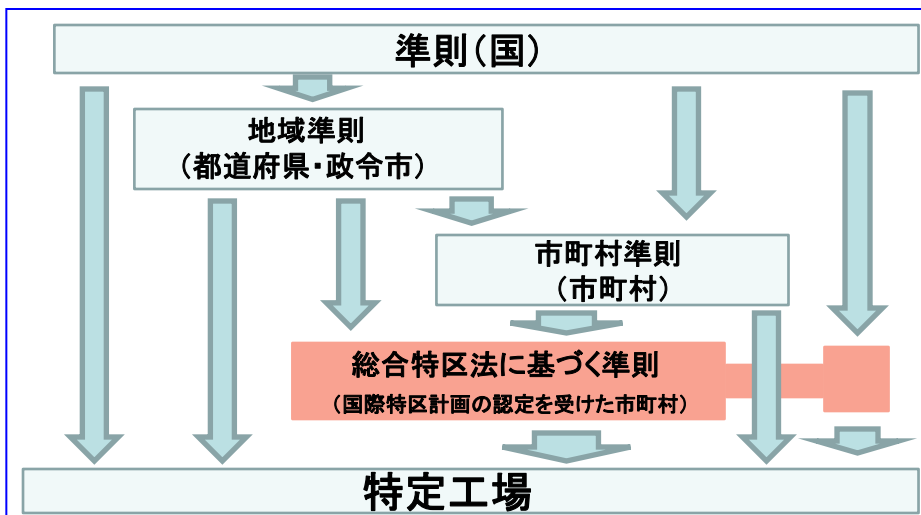 準則(国)
地域準則
(都道府県・政令市)
市町村準則
(市町村)
総合特区法に基づく準則
(国際特区計画の認定を受けた市町村)
特定工場